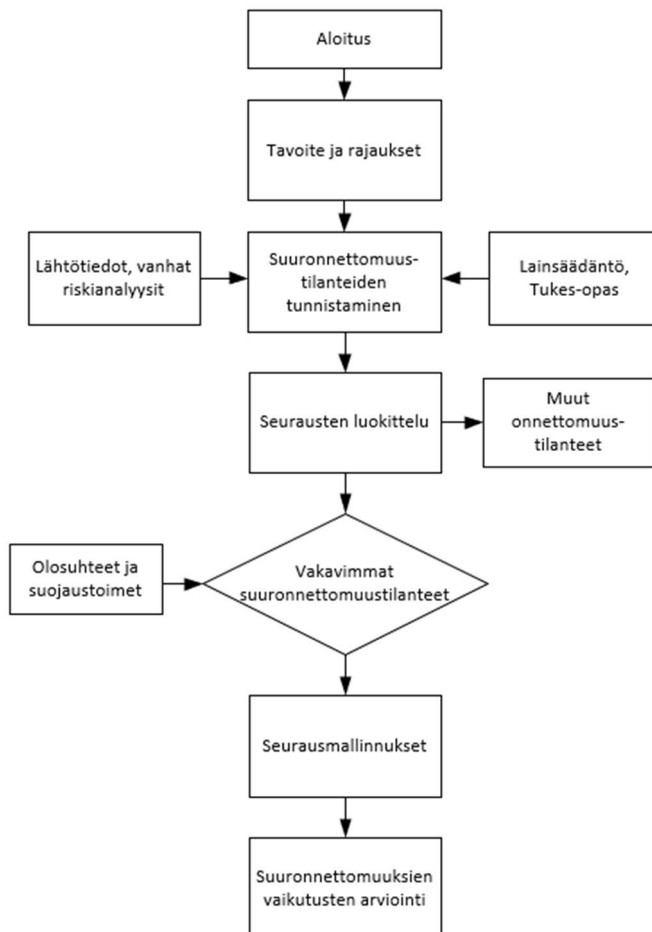 Aloitus
Tavoite ja rajaukset
Lähtötiedot, vanhat
riskianalyysit
Suuronnettomuus-
tilanteiden
tunnistaminen
Lainsäädäntö,
Tukes-opas
Seurausten luokittelu
Muut
onnettomuus-
tilanteet
Olosuhteet ja
suojaustoimet
Vakavimmat
suuronnettomuustilanteet
Seurausmallinnukset
Suuronnettomuuksien
vaikutusten arviointi